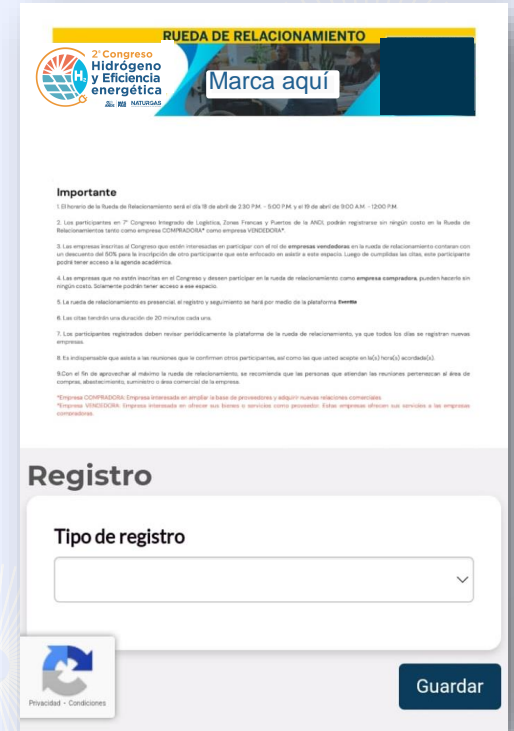 RUEDA DE RELACIONAMIENTO
2° Congreso
Hidrógeno
y Eficiencia
energética
ANDI NATURGAS
Marca aquí
Importante
1. El horario de la Rueda de Relacionamiento será el día 18 de abril de 2:30 P.M. - 5:00 P.M. y el 19 de abril de 9:00 A.M. - 12:00 P.M.
2. Los participantes en 7° Congreso Integrado de Logística, Zonas Francas y Puertos de la ANDI, podrán registrarse sin ningún costo en la Rueda de
Relacionamientos tanto como empresa COMPRADORA* como empresa VENDEDORA*.
3. Las empresas inscritas al Congreso que estén interesadas en participar con el rol de empresas vendedoras en la rueda de relacionamiento contaran con
un descuento del 50% para la inscripción de otro participante que este enfocado en asistir a este espacio. Luego de cumplidas las citas, este participante
podrá tener acceso a la agenda académica.
4. Las empresas que no estén inscritas en el Congreso y deseen participar en la rueda de relacionamiento como empresa compradora, pueden hacerlo sin
ningún costo. Solamente podrán tener acceso a ese espacio.
5. La rueda de relacionamiento es presencial, el registro y seguimiento se hará por medio de la plataforma Eventtia
6. Las citas tendrán una duración de 20 minutos cada una.
7. Los participantes registrados deben revisar periódicamente la plataforma de la rueda de relacionamiento, ya que todos los días se registran nuevas
empresas.
8. Es indispensable que asista a las reuniones que le confirmen otros participantes, así como las que usted acepte en la(s) hora(s) acordada(s).
9.Con el fin de aprovechar al máximo la rueda de relacionamiento, se recomienda que las personas que atiendan las reuniones pertenezcan al área de
compras, abastecimiento, suministro o área comercial de la empresa.
*Empresa COMPRADORA: Empresa interesada en ampliar la base de proveedores y adquirir nuevas relaciones comerciales
*Empresa VENDEDORA: Empresa interesada en ofrecer sus bienes o servicios como proveedor. Estas empresas ofrecen sus servicios a las empresas
compradoras.
Registro
Tipo de registro
Privacidad - Condiciones
Guardar